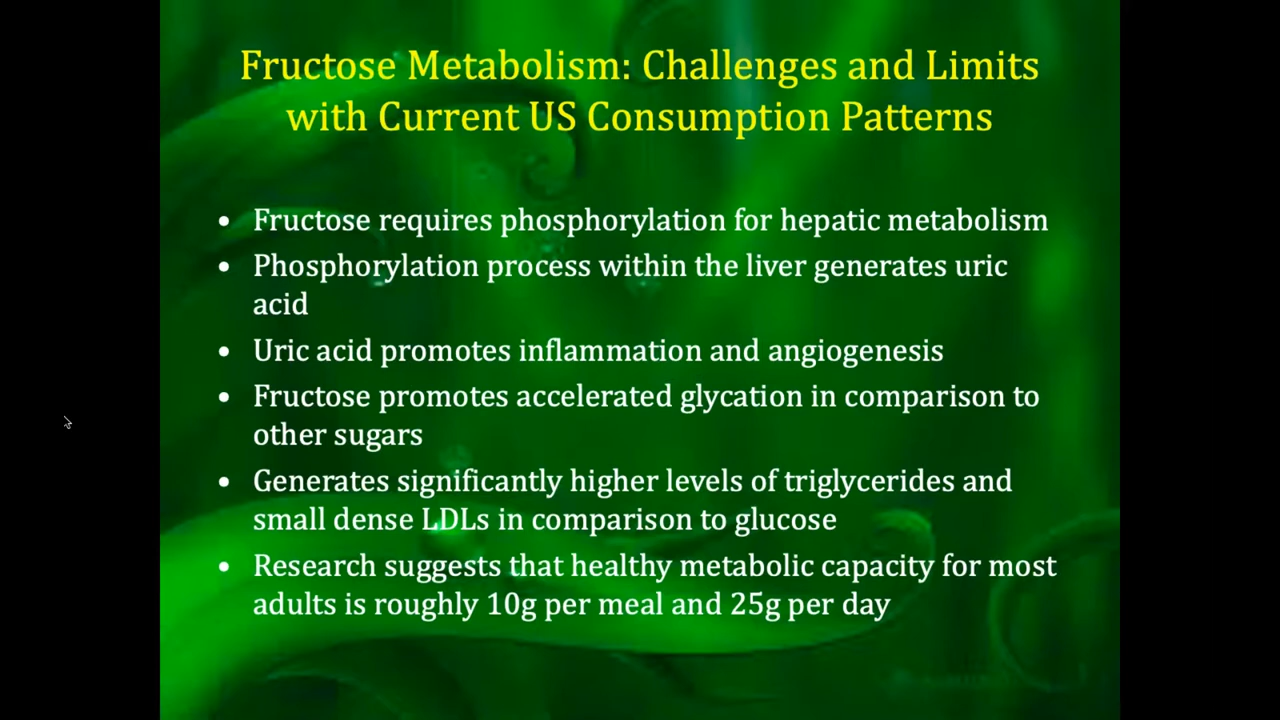 Fructose Metabolism: Challenges and Limits
with Current US Consumption Patterns
• Fructose requires phosphorylation for hepatic metabolism
• Phosphorylation process within the liver generates uric
acid
• Uric acid promotes inflammation and angiogenesis
• Fructose promotes accelerated glycation in comparison to
other sugars
• Generates significantly higher levels of triglycerides and
small dense LDLs in comparison to glucose
• Research suggests that healthy metabolic capacity for most
adults is roughly 10g per meal and 25g per day